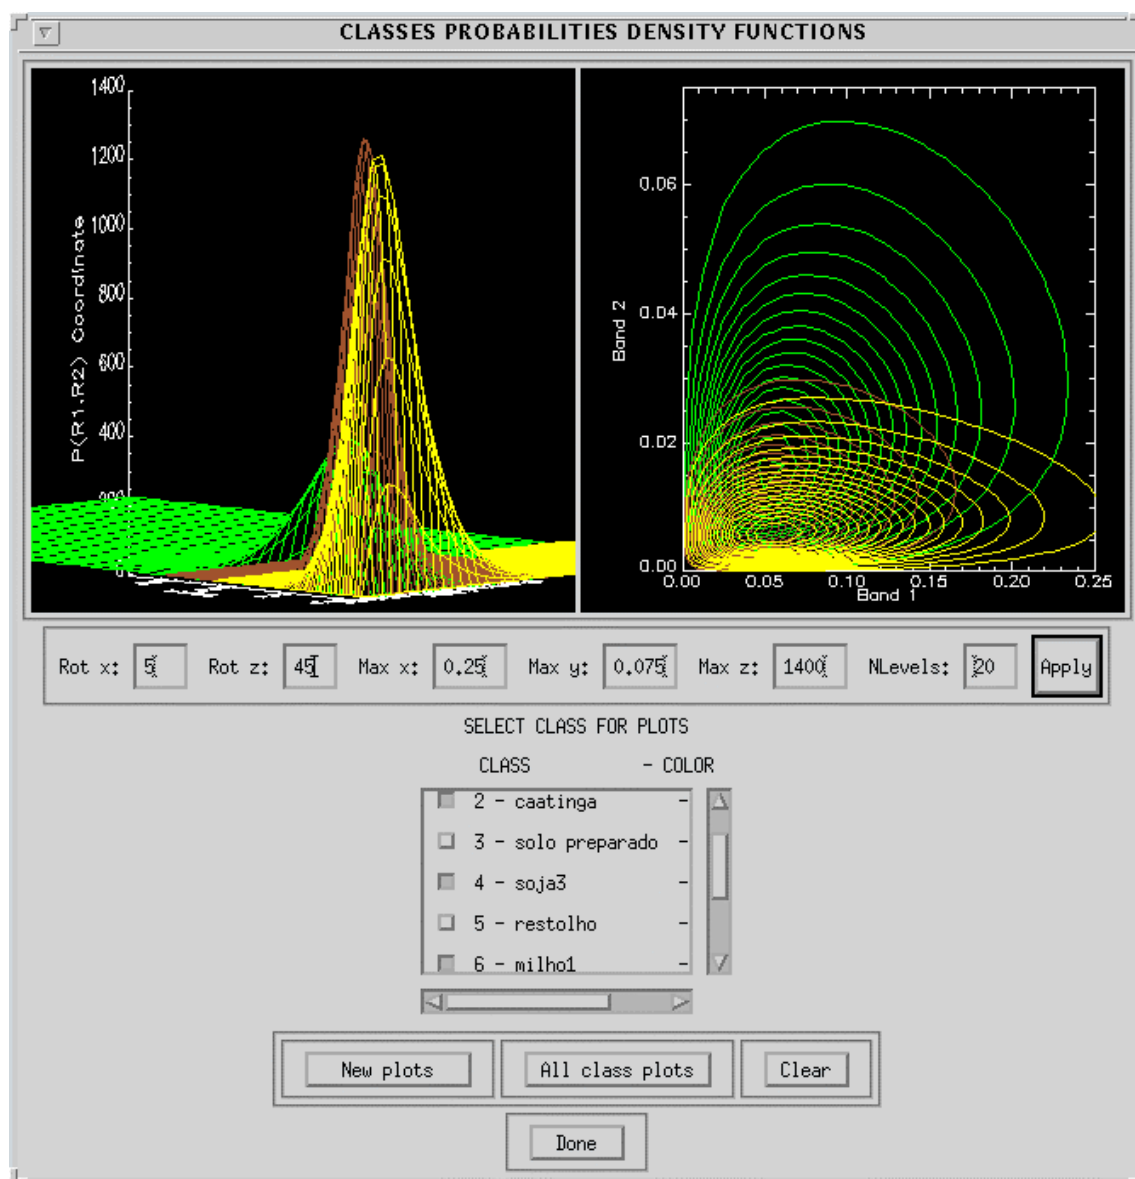 CLASSES PROBABILITIES DENSITY FUNCTIONS
1400
1200
1000
800
600
400
P(R1,R2) Coordinate
0.06
0.04
0.02
0.00
Band 2
0.00 0.05 0.10 0.15 0.20 0.25
Band 1
Rot x: 5 Rot z: 45 Max x: 0.25 Max y: 0.075 Max z: 1400 NLevels: 20 Apply
SELECT CLASS FOR PLOTS
CLASS - COLOR
2 - caatinga -
3 - solo preparado -
4 - soja3 -
5 - restolho -
6 - milho1 -
New plots All class plots Clear
Done